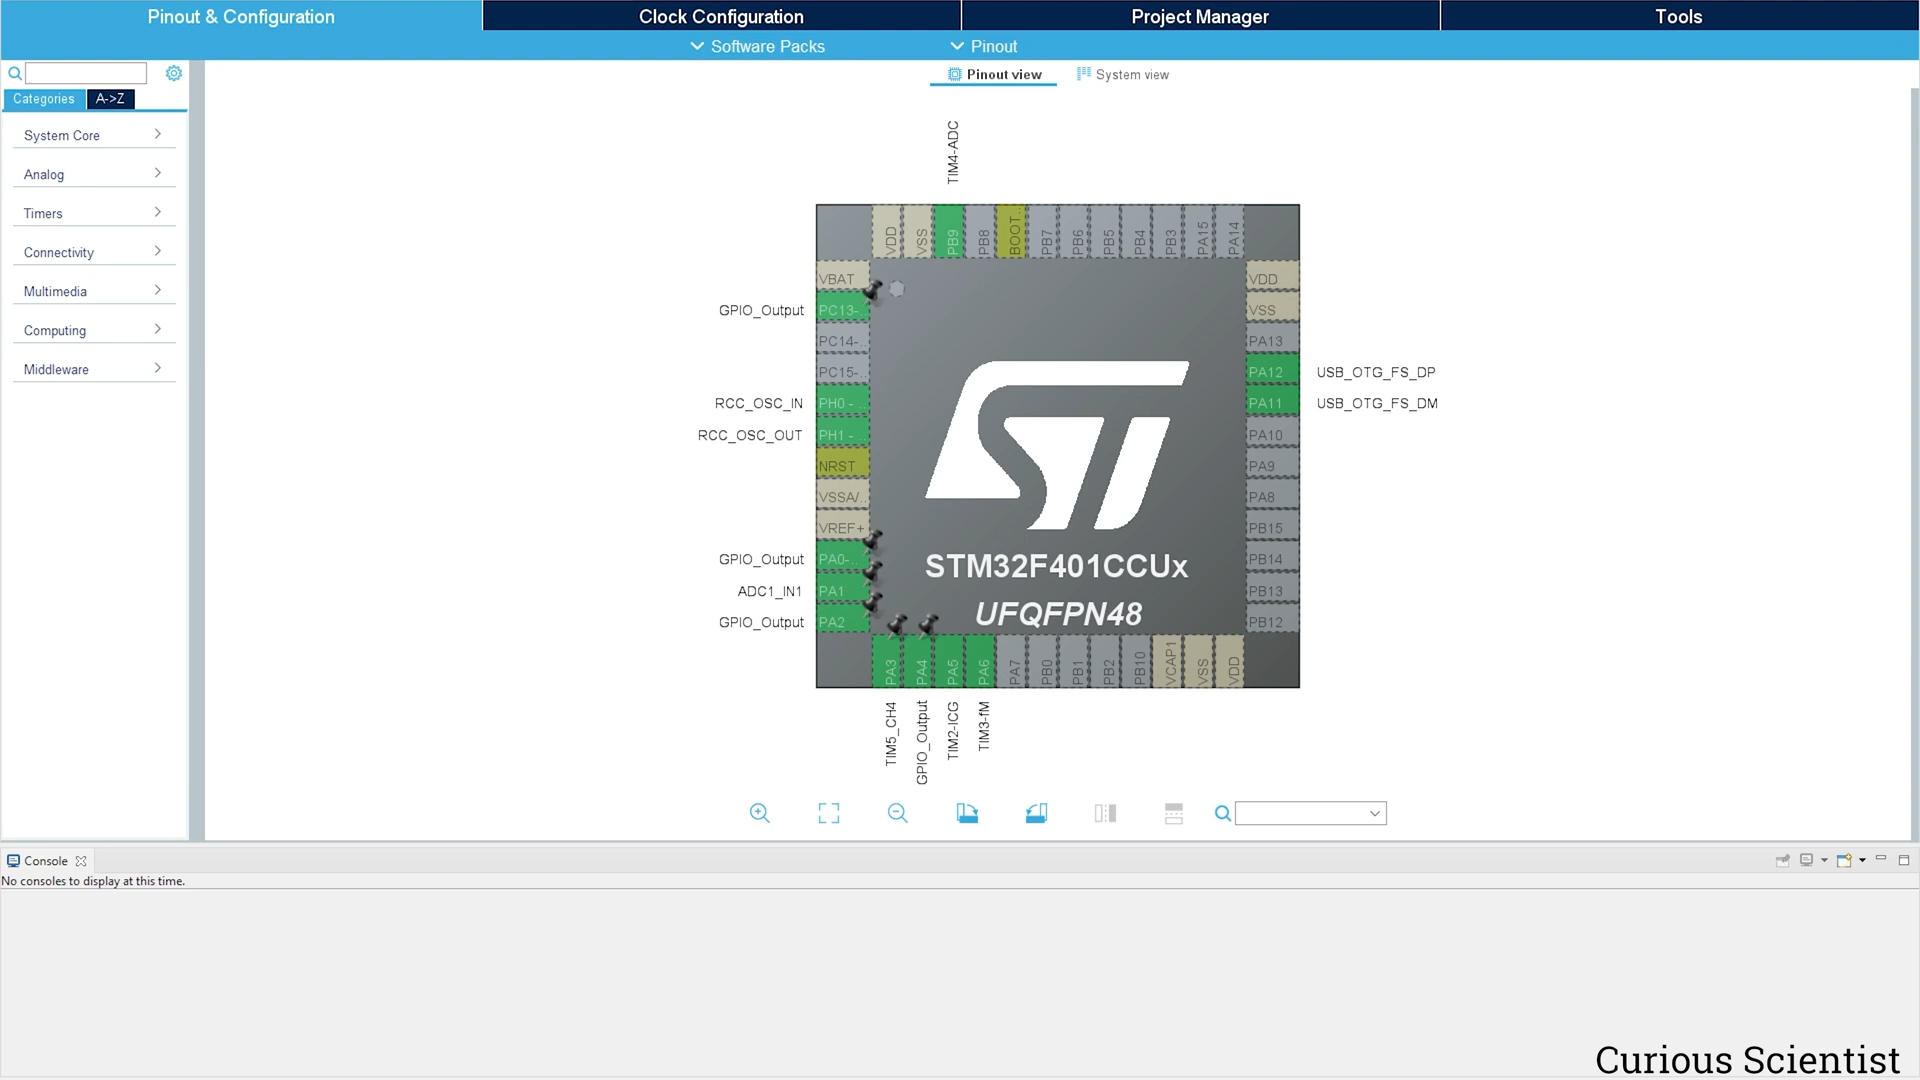 Pinout & Configuration
Clock Configuration
Project Manager
Tools
Software Packs
Pinout
Pinout view
System view
Categories
A->Z
System Core
Analog
Timers
Connectivity
Multimedia
Computing
Middleware
TIM4-ADC
VDD
VSS
PB9
PB8
BOOT..
PB7
PB6
PB5
PB4
PB3
PA15
PA14
VBAT
GPIO_Output
PC13-..
PC14-..
PC15-..
RCC_OSC_IN
PH0 - ..
RCC_OSC_OUT
PH1 - ..
NRST
VSSA/..
VREF+
GPIO_Output
PA0-..
ADC1_IN1
PA1
GPIO_Output
PA2
VDD
VSS
PA13
PA12
USB_OTG_FS_DP
PA11
USB_OTG_FS_DM
PA10
PA9
PA8
PB15
PB14
PB13
PB12
ST
STM32F401CCUx
UFQFPN48
PA3
PA4
PA5
PA6
PA7
PB0
PB1
PB2
PB10
VCAP1
VSS
VDD
TIM5_CH4
GPIO_Output
TIM2-ICG
TIM3-fM
Console
No consoles to display at this time.
Curious Scientist